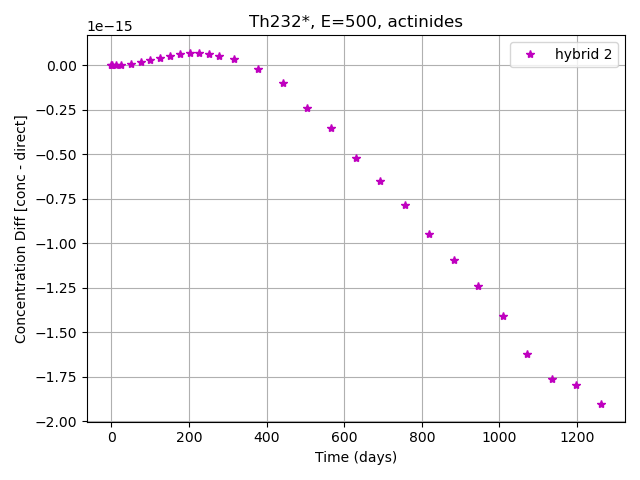 Th232*, E=500, actinides
1e−15
hybrid 2
0.00
−0.25
−0.50
−0.75
−1.00
−1.25
−1.50
−1.75
−2.00
Concentration Diff [conc - direct]
0 200 400 600 800 1000 1200
Time (days)